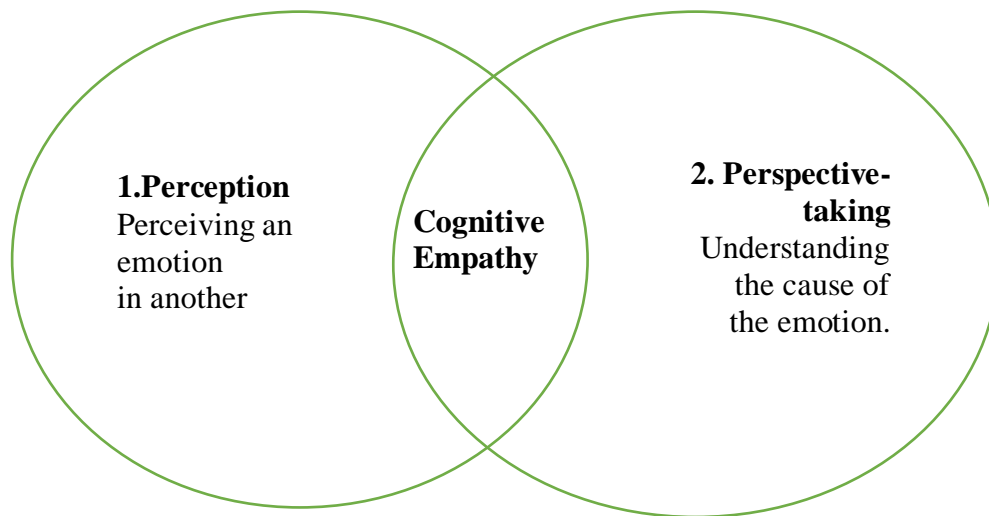 1.Perception
Perceiving an
emotion
in another
Cognitive
Empathy
2. Perspective-
taking
Understanding
the cause of
the emotion.